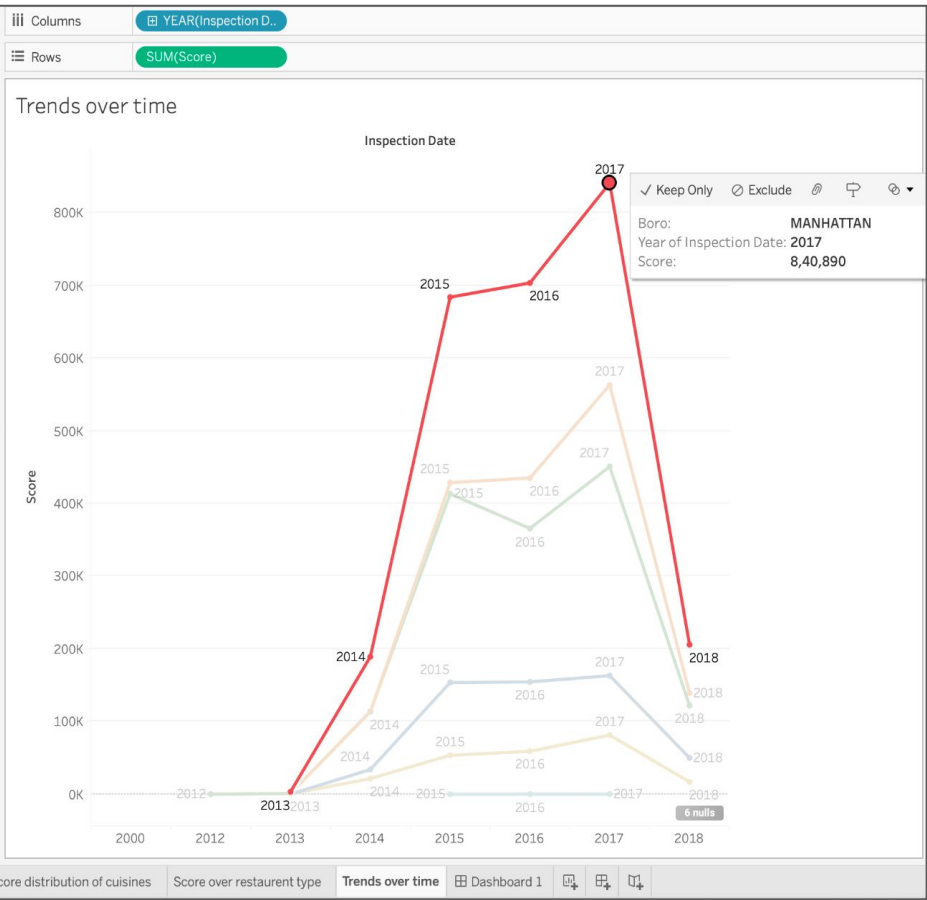 Columns
YEAR(Inspection D..
Rows
SUM(Score)
Trends over time
Inspection Date
2017
Keep Only
Exclude
Boro: MANHATTAN
Year of Inspection Date: 2017
Score: 8,40,890
800K
700K
600K
500K
400K
300K
200K
100K
0K
Score
2015
2016
2017
2017
2015
2015
2016
2016
2014
2018
2015
2017
2016
2018
2018
2014
2014
2015
2017
2016
2018
2012
2013
2013
2014
2015
2016
2017
2018
6 nulls
2000 2012 2013 2014 2015 2016 2017 2018
core distribution of cuisines
Score over restaurent type
Trends over time
Dashboard 1